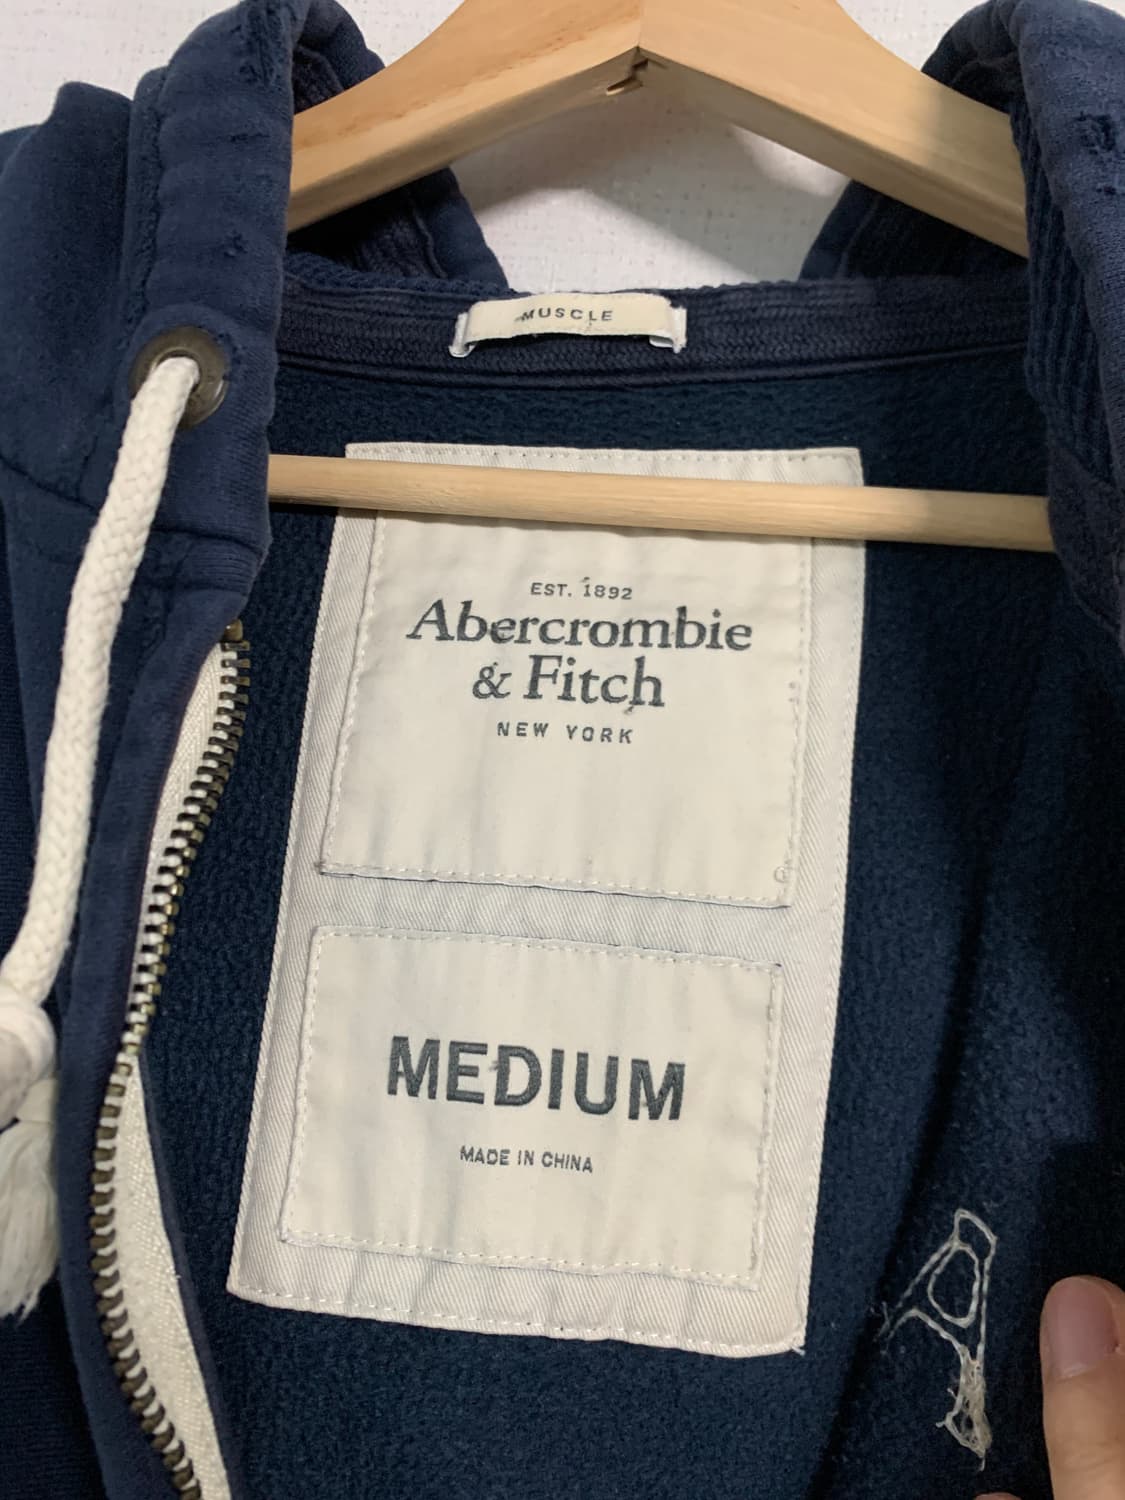 MUSCLE
EST. 1892
Abercrombie
& Fitch
NEW YORK
®
MEDIUM
MADE IN CHINA